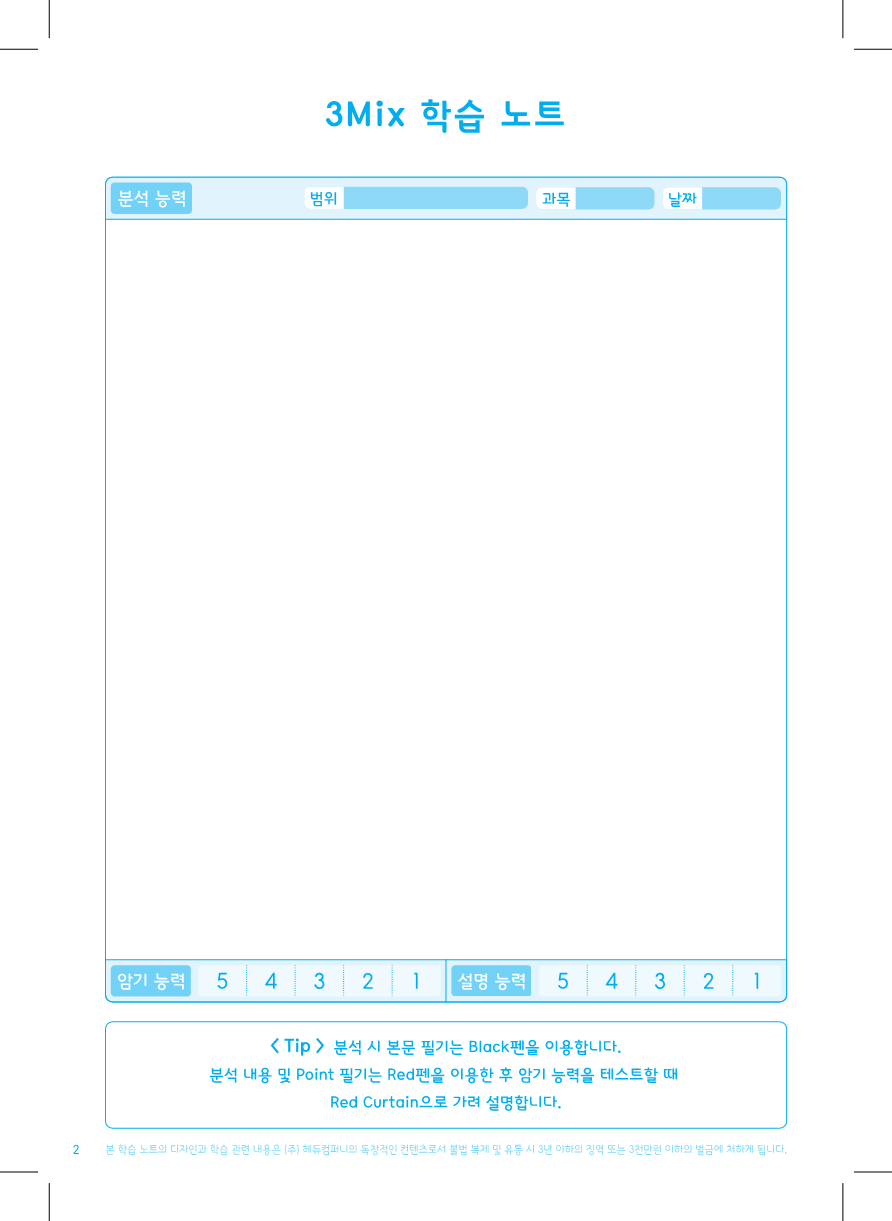 3Mix 학습 노트
분석 능력 범위 과목 날짜
암기 능력 5 4 3 2 1 설명 능력 5 4 3 2 1
< Tip > 분석 시 본문 필기는 Black펜을 이용합니다.
분석 내용 및 Point 필기는 Red펜을 이용한 후 암기 능력을 테스트할 때
Red Curtain으로 가려 설명합니다.
2 본 학습 노트의 디자인과 학습 관련 내용은 (주) 헤듀컴퍼니의 독창적인 컨텐츠로서 불법 복제 및 유통 시 3년 이하의 징역 또는 3천만원 이하의 벌금에 처하게 됩니다.